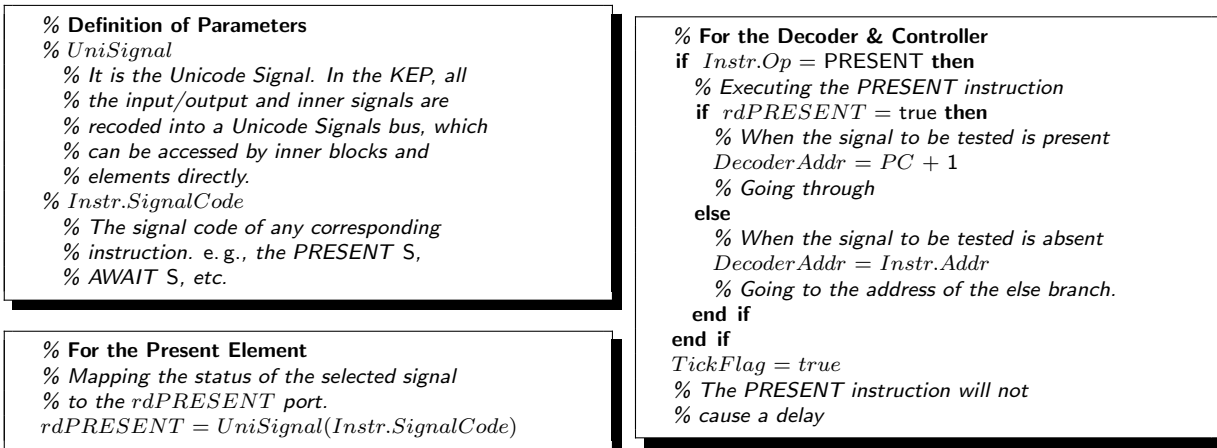 % Definition of Parameters
% UniSignal
% It is the Unicode Signal. In the KEP, all
% the input/output and inner signals are
% recoded into a Unicode Signals bus, which
% can be accessed by inner blocks and
% elements directly.
% Instr.SignalCode
% The signal code of any corresponding
% instruction. e. g., the PRESENT S,
% AWAIT S, etc.
% For the Present Element
% Mapping the status of the selected signal
% to the rdPRESENT port.
rdPRESENT = UniSignal(Instr.SignalCode)
% For the Decoder & Controller
if Instr.Op = PRESENT then
% Executing the PRESENT instruction
if rdPRESENT = true then
% When the signal to be tested is present
DecoderAddr = PC + 1
% Going through
else
% When the signal to be tested is absent
DecoderAddr = Instr.Addr
% Going to the address of the else branch.
end if
end if
TickFlag = true
% The PRESENT instruction will not
% cause a delay